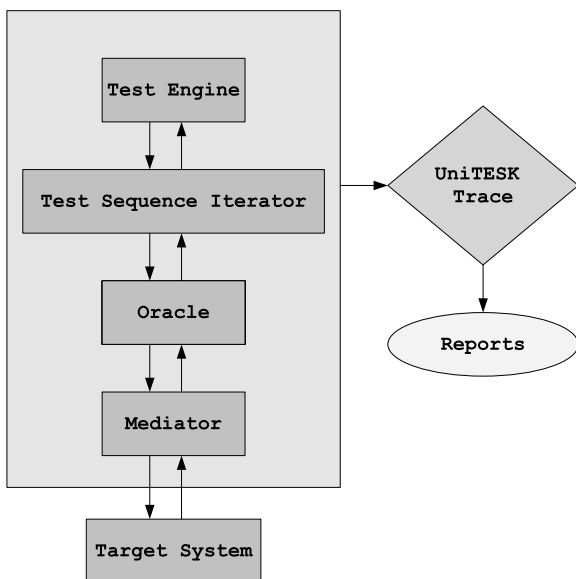 Test Engine
Test Sequence Iterator
Oracle
Mediator
Target System
UniTESK
Trace
Reports